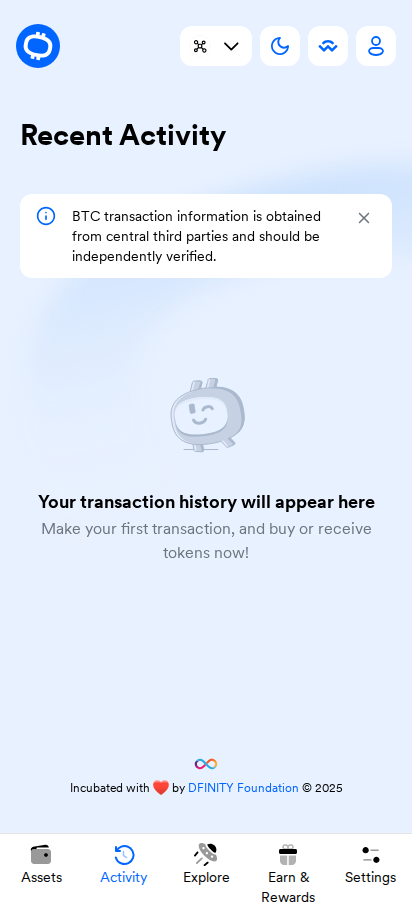 Recent Activity
BTC transaction information is obtained
from central third parties and should be
independently verified.
Your transaction history will appear here
Make your first transaction, and buy or receive
tokens now!
Incubated with ❤️ by DFINITY Foundation © 2025
Assets
Activity
Explore
Earn &
Rewards
Settings